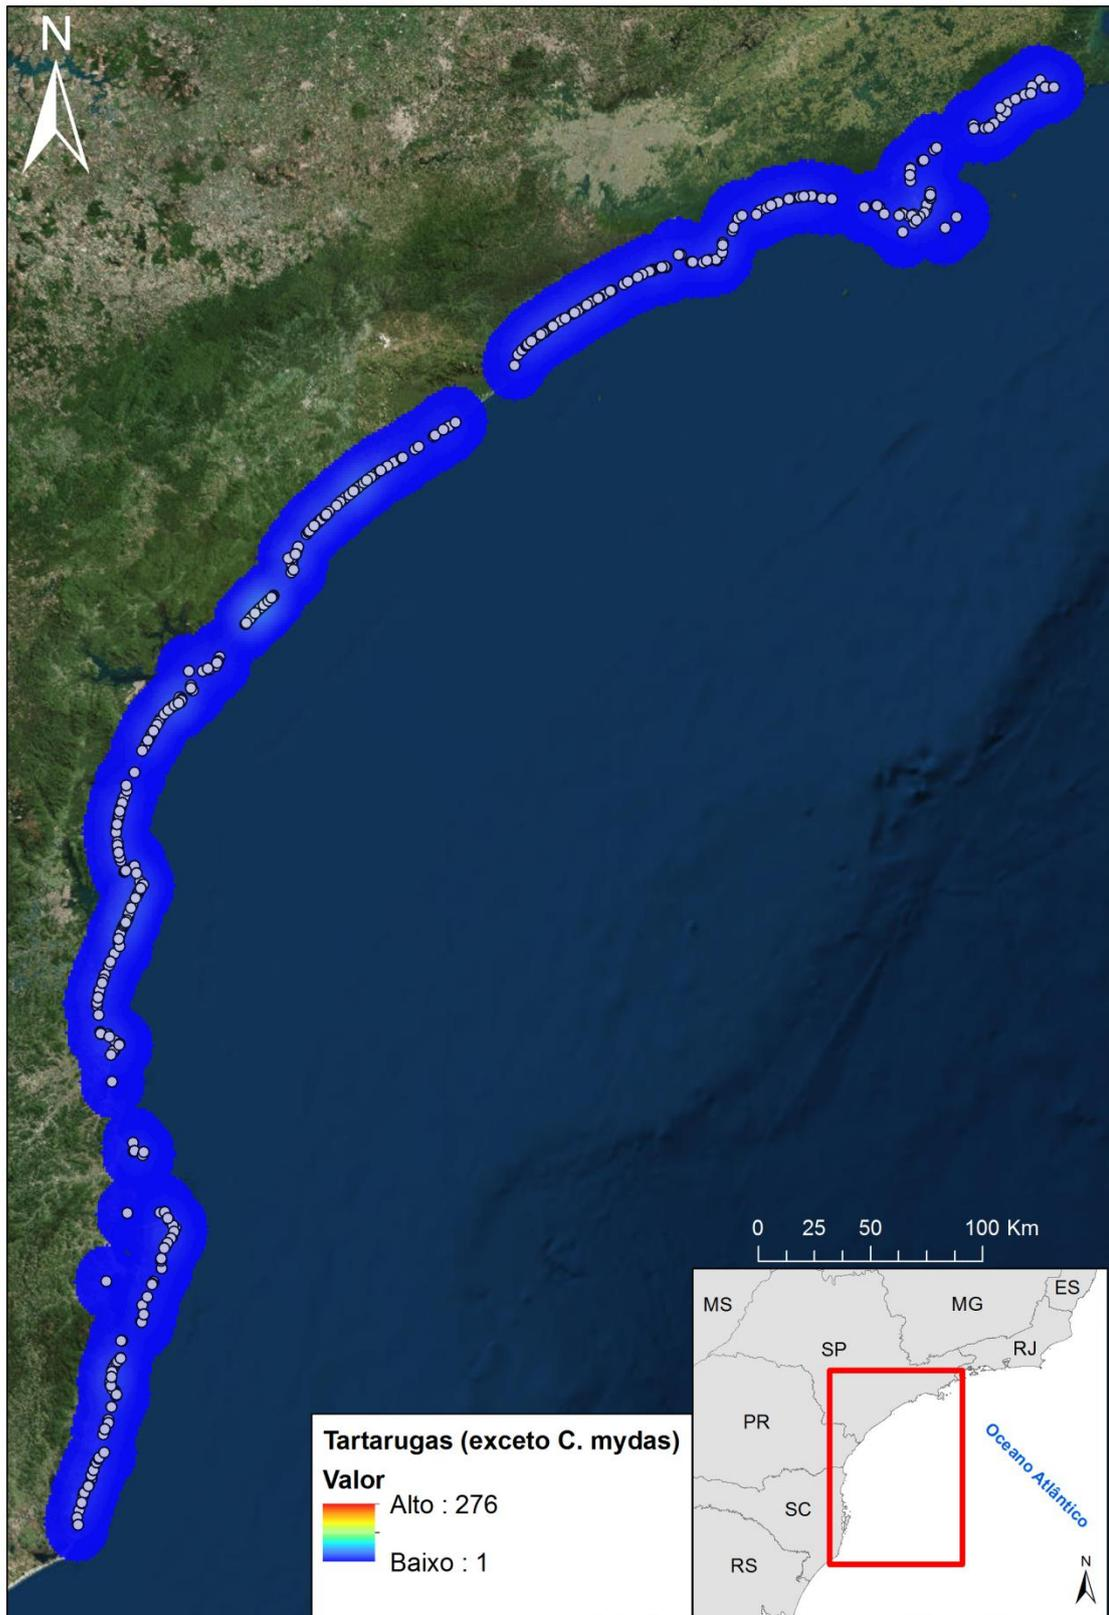 N
0 25 50 100 Km
MS
MG
ES
SP
RJ
PR
SC
RS
Oceano Atlântico
N
Tartarugas (exceto C. mydas)
Valor
Alto : 276
Baixo : 1